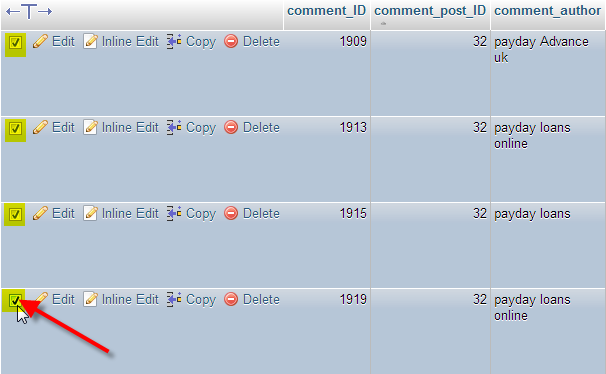 comment_ID comment_post_ID comment_author
Edit Inline Edit Copy Delete 1909 32 payday Advance
uk
Edit Inline Edit Copy Delete 1913 32 payday loans
online
Edit Inline Edit Copy Delete 1915 32 payday loans
Edit Inline Edit Copy Delete 1919 32 payday loans
online